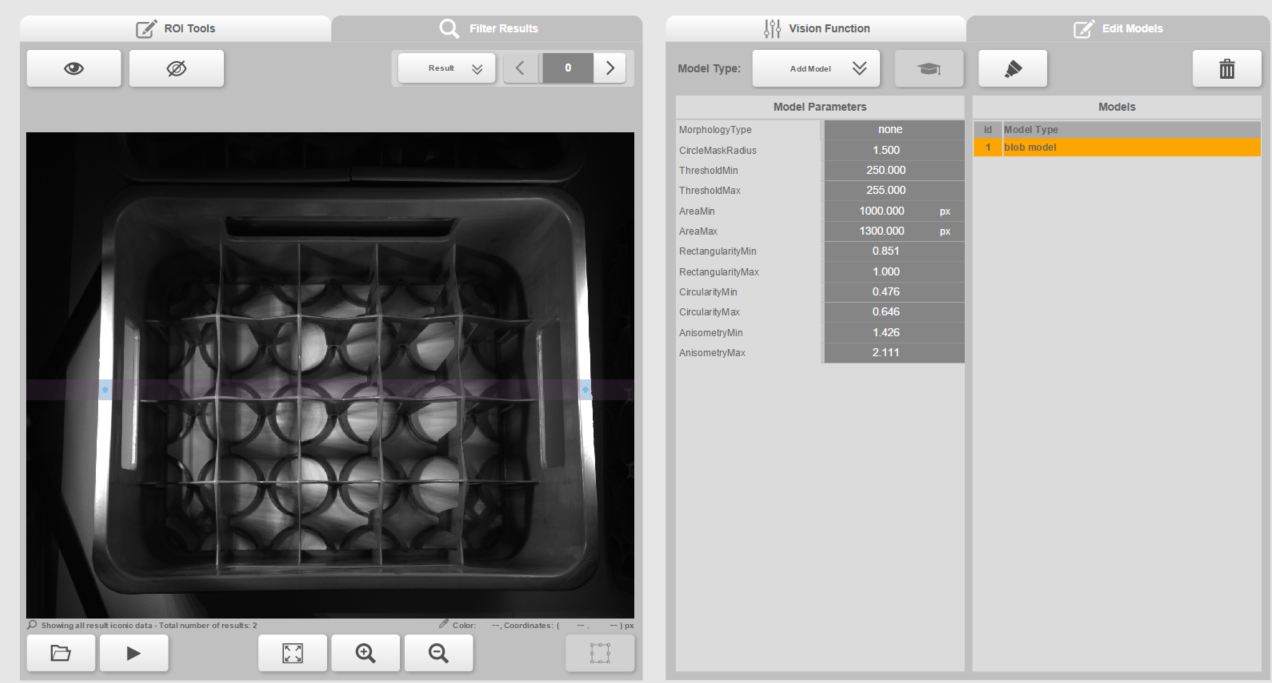 ROI Tools
Filter Results
Result
0
Showing all result iconic data - Total number of results: 2
Color: --, Coordinates: ( -- , -- ) px
Vision Function
Edit Models
Model Type:
Add Model
Model Parameters
MorphologyType none
CircleMaskRadius 1.500
ThresholdMin 250.000
ThresholdMax 255.000
AreaMin 1000.000 px
AreaMax 1300.000 px
RectangularityMin 0.851
RectangularityMax 1.000
CircularityMin 0.476
CircularityMax 0.646
AnisometryMin 1.426
AnisometryMax 2.111
Models
Id Model Type
1 blob model